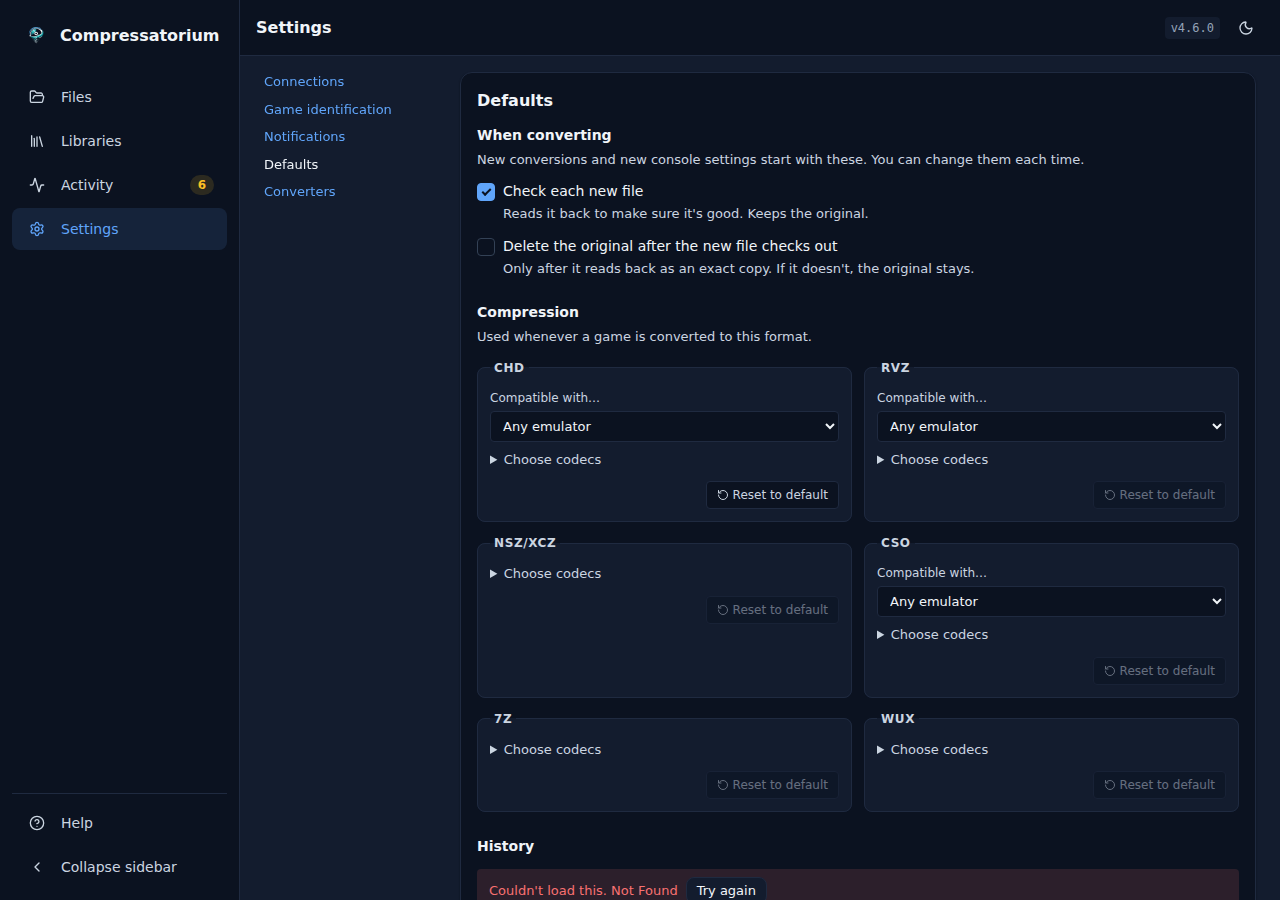 Compressatorium
Files
Libraries
Activity
6
Settings
Help
Collapse sidebar
Settings
v4.6.0
Connections
Game identification
Notifications
Defaults
Converters
Defaults
When converting
New conversions and new console settings start with these. You can change them each time.
Check each new file
Reads it back to make sure it's good. Keeps the original.
Delete the original after the new file checks out
Only after it reads back as an exact copy. If it doesn't, the original stays.
Compression
Used whenever a game is converted to this format.
CHD
Compatible with...
Any emulator
Choose codecs
Reset to default
RVZ
Compatible with...
Any emulator
Choose codecs
Reset to default
NSZ/XCZ
Choose codecs
Reset to default
CSO
Compatible with...
Any emulator
Choose codecs
Reset to default
7Z
Choose codecs
Reset to default
WUX
Choose codecs
Reset to default
History
Couldn't load this. Not Found
Try again